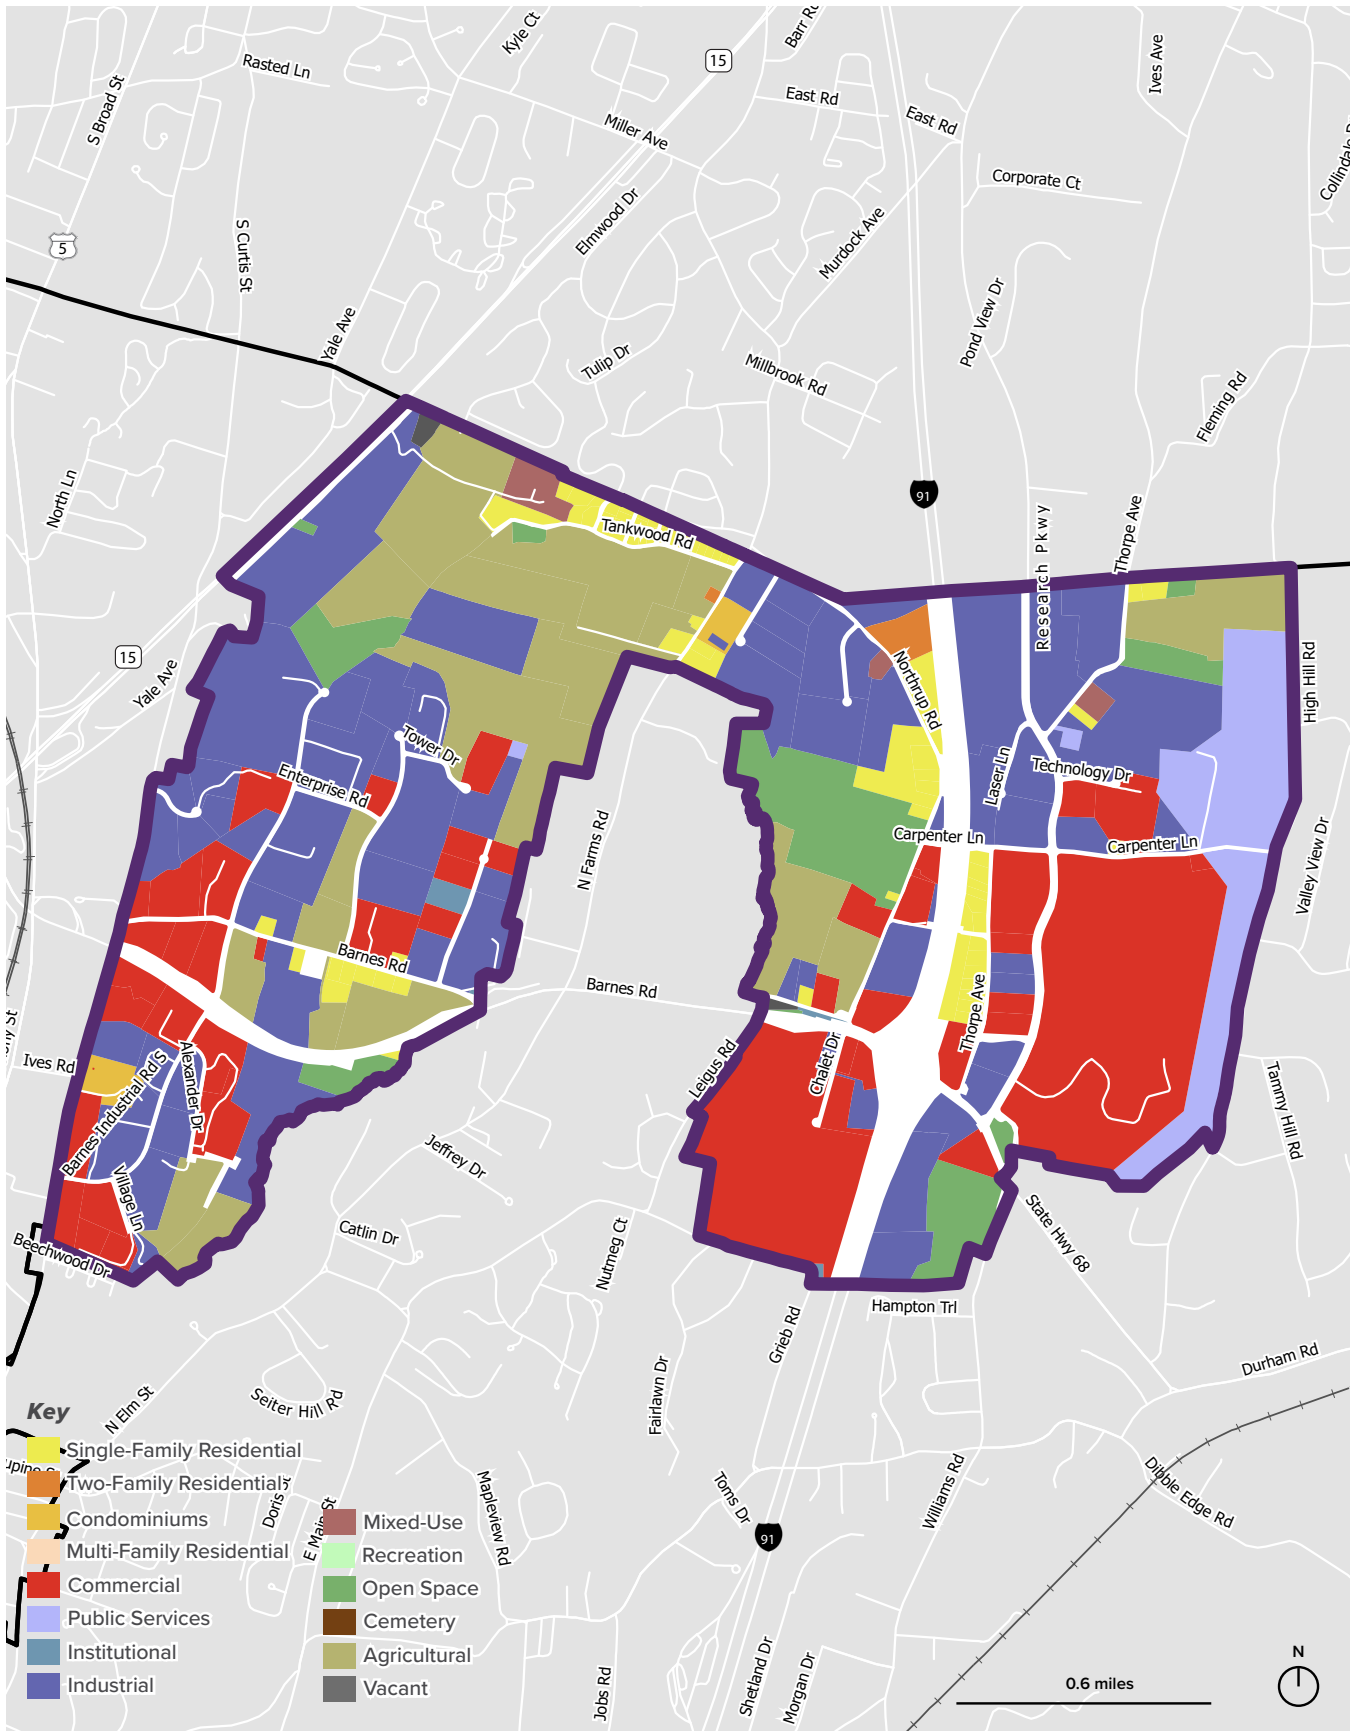 Kyle Ct
Barr Rd
Rasted Ln
15
Ives Ave
S Broad St
East Rd
East Rd
Miller Ave
Collindale
Corporate Ct
Elmwood Dr
Murdock Ave
S Curtis St
5
Pond View Dr
Yale Ave
Tulip Dr
Millbrook Rd
Fleming Rd
North Ln
91
Thorpe Ave
Research Pkwy
Tankwood Rd
15
Yale Ave
Northrup Rd
High Hill Rd
Tower Dr
Laser Ln
Technology Dr
Enterprise Rd
N Farms Rd
Carpenter Ln
Carpenter Ln
Valley View Dr
Barnes Rd
Barnes Rd
Thorpe Ave
Ives Rd
Leigus Rd
Chalet Dr
Alexander Dr
Barnes Industrial Rd S
Tammy Hill Rd
Jeffrey Dr
Village Ln
State Hwy 68
Catlin Dr
Beechwood Dr
Nutmeg Ct
Hampton Trl
Grieb Rd
Durham Rd
Fairlawn Dr
N Elm St
Seiter Hill Rd
Dibble Edge Rd
Williams Rd
Toms Dr
Mapleview Rd
Doris St
E Main St
91
Shetland Dr
Morgan Dr
Jobs Rd
Key
Single-Family Residential
Two-Family Residential
Condominiums
Multi-Family Residential
Commercial
Public Services
Institutional
Industrial
Mixed-Use
Recreation
Open Space
Cemetery
Agricultural
Vacant
0.6 miles
N